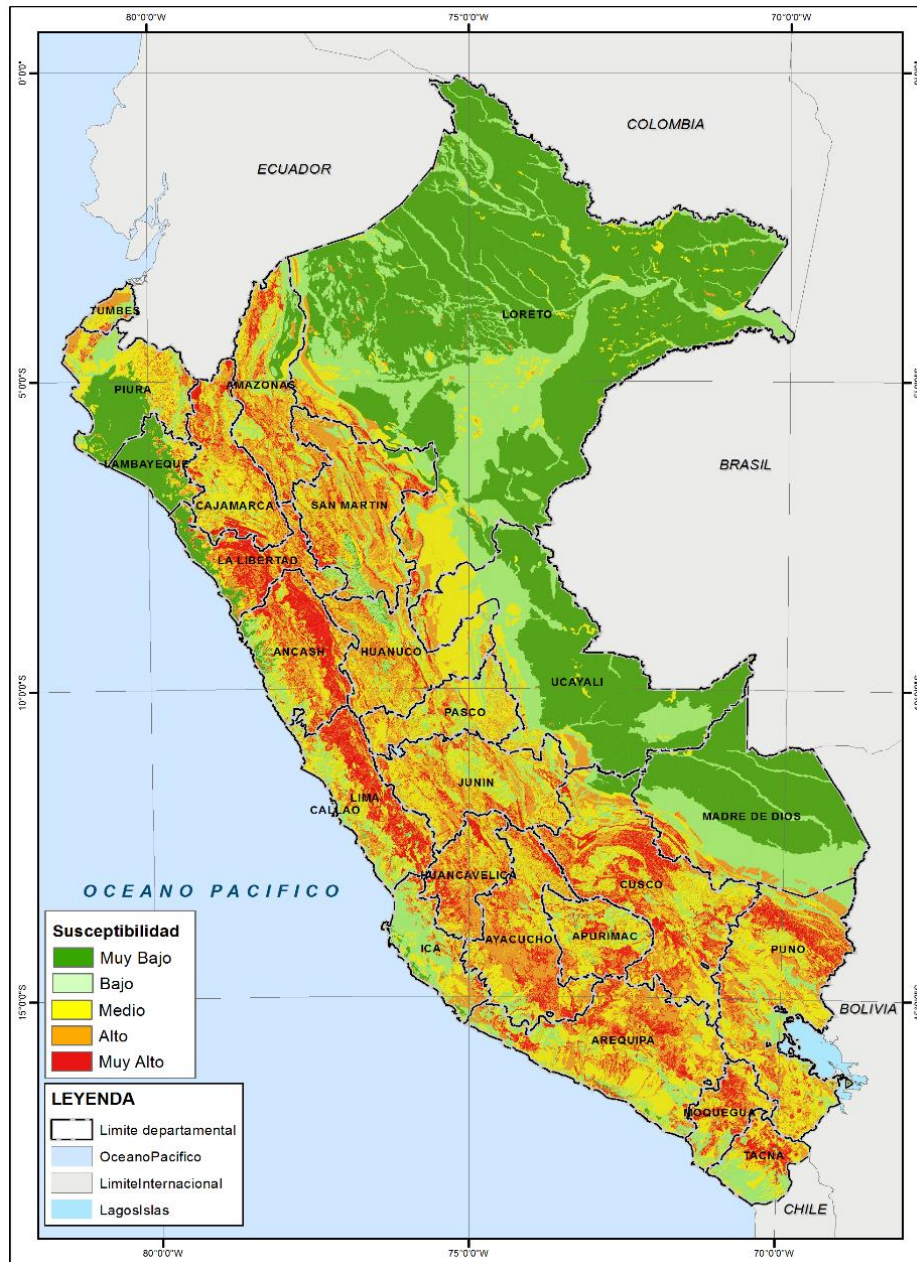 80°0'0"W
75°0'0"W
70°0'0"W
0°0'0"
COLOMBIA
ECUADOR
LORETO
TUMBES
AMAZONAS
5°0'0"S
PIURA
BRASIL
LAMBAYEQUE
CAJAMARCA
SAN MARTIN
LA LIBERTAD
ANCASH
HUANUCO
UCAYALI
10°0'0"S
PASCO
JUNIN
LIMA
CALLAO
MADRE DE DIOS
HUANCAVELICA
CUSCO
OCEANO PACIFICO
AYACUCHO
APURIMAC
ICA
PUNO
15°0'0"S
BOLIVIA
AREQUIPA
MOQUEGUA
TACNA
CHILE
Susceptibilidad
Muy Bajo
Bajo
Medio
Alto
Muy Alto
LEYENDA
Limite departamental
OceanoPacifico
LimiteInternacional
LagosIslas
80°0'0"W
75°0'0"W
70°0'0"W